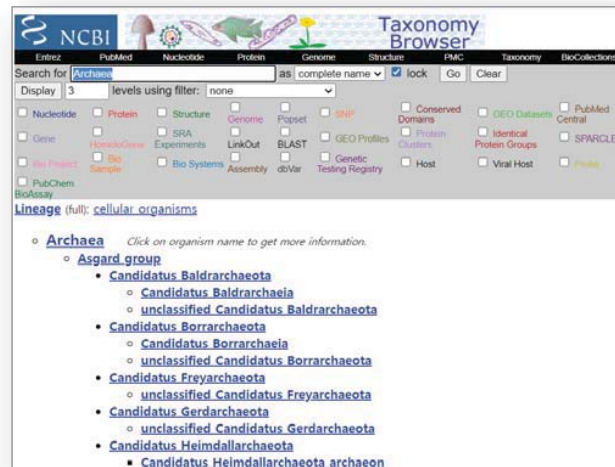 NCBI
Taxonomy
Browser
Entrez PubMed Nucleotide Protein Genome Structure PMC Taxonomy BioCollections
Search for Archaea as complete name lock Go Clear
Display 3 levels using filter: none
Nucleotide Protein Structure Genome Popset SNP Conserved Domains GEO Datasets PubMed Central
Gene HomoloGene SRA Experiments LinkOut BLAST GEO Profiles Protein Clusters Identical Protein Groups SPARCLE
Bio Project Bio Sample Bio Systems Assembly dbVar Genetic Testing Registry Host Viral Host Probe
PubChem BioAssay
Lineage (full): cellular organisms
Archaea Click on organism name to get more information.
Asgard group
Candidatus Baldrarchaeota
Candidatus Baldrarchaeia
unclassified Candidatus Baldrarchaeota
Candidatus Borrarchaeota
Candidatus Borrarchaeia
unclassified Candidatus Borrarchaeota
Candidatus Freyarchaeota
unclassified Candidatus Freyarchaeota
Candidatus Gerdarchaeota
unclassified Candidatus Gerdarchaeota
Candidatus Heimdallarchaeota
Candidatus Heimdallarchaeota archaeon